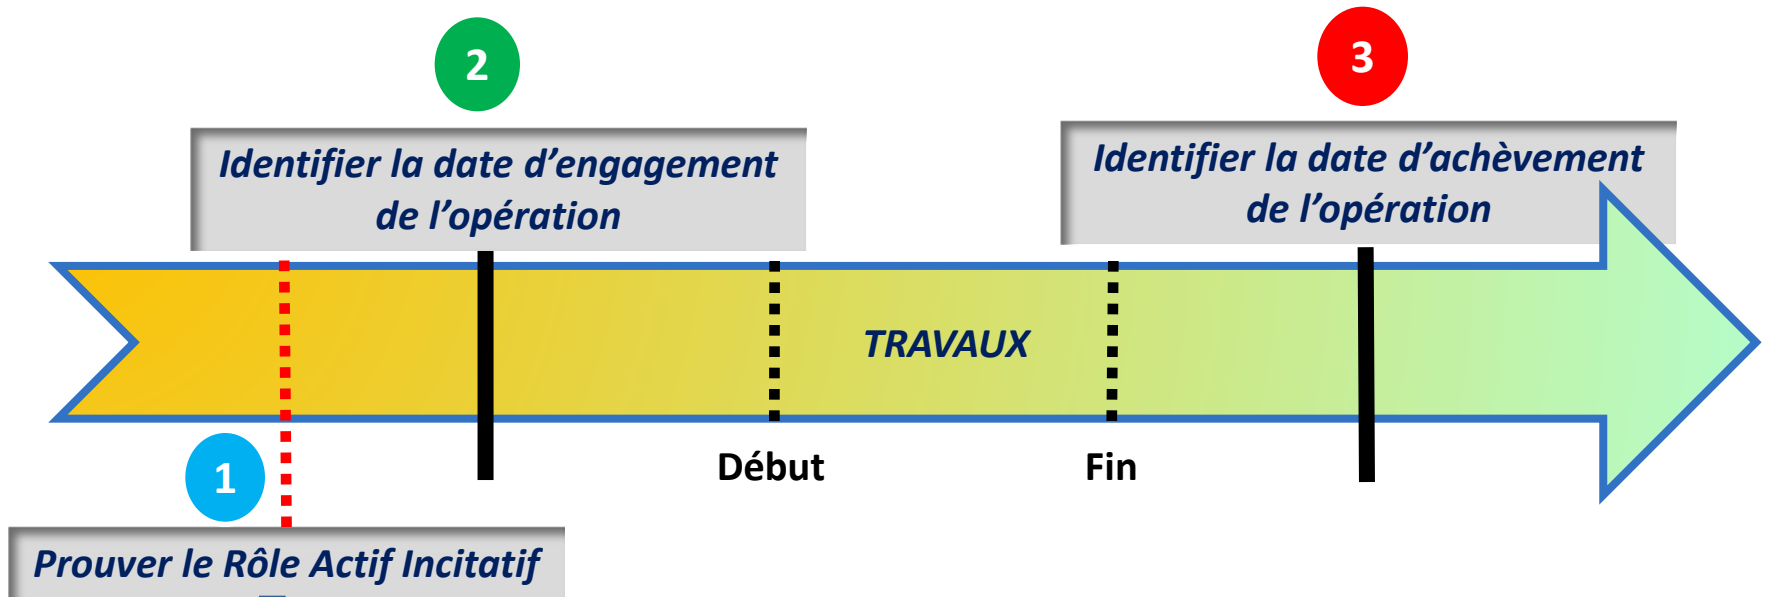 2
3
Identifier la date d’engagement
de l’opération
Identifier la date d’achèvement
de l’opération
TRAVAUX
Début
Fin
1
Prouver le Rôle Actif Incitatif